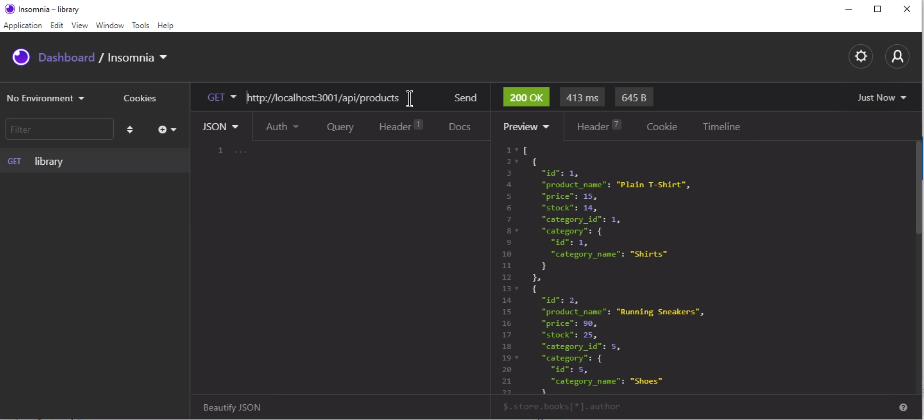 Insomnia – library
Application Edit View Window Tools Help
Dashboard / Insomnia
No Environment Cookies
GET http://localhost:3001/api/products Send
200 OK 413 ms 645 B Just Now
Filter
JSON Auth Query Header 1 Docs
Preview Header 7 Cookie Timeline
GET library
1 ...
1 [
2 {
3 "id": 1,
4 "product_name": "Plain T-Shirt",
5 "price": 15,
6 "stock": 14,
7 "category_id": 1,
8 "category": {
9 "id": 1,
10 "category_name": "Shirts"
11 }
12 },
13 {
14 "id": 2,
15 "product_name": "Running Sneakers",
16 "price": 90,
17 "stock": 25,
18 "category_id": 5,
19 "category": {
20 "id": 5,
21 "category_name": "Shoes"
22 }
Beautify JSON
$.store.books[*].author